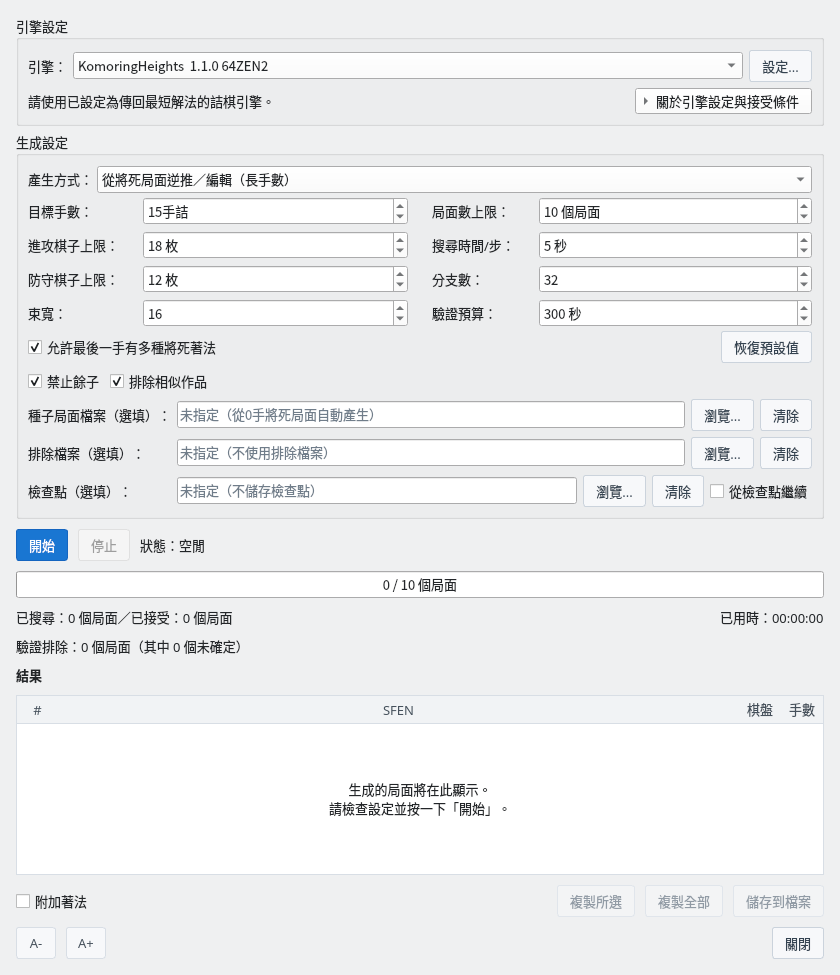 引擎設定
引擎： KomoringHeights 1.1.0 64ZEN2 設定...
請使用已設定為傳回最短解法的詰棋引擎。 關於引擎設定與接受條件
生成設定
產生方式： 從將死局面逆推／編輯（長手數）
目標手數： 15手詰 局面數上限： 10 個局面
進攻棋子上限： 18 枚 搜尋時間/步： 5 秒
防守棋子上限： 12 枚 分支數： 32
束寬： 16 驗證預算： 300 秒
允許最後一手有多種將死著法 恢復預設值
禁止餘子 排除相似作品
種子局面檔案（選填）： 未指定（從0手將死局面自動產生） 瀏覽... 清除
排除檔案（選填）： 未指定（不使用排除檔案） 瀏覽... 清除
檢查點（選填）： 未指定（不儲存檢查點） 瀏覽... 清除 從檢查點繼續
開始 停止 狀態：空閒
0 / 10 個局面
已搜尋：0 個局面／已接受：0 個局面 已用時：00:00:00
驗證排除：0 個局面（其中 0 個未確定）
結果
# SFEN 棋盤 手數
生成的局面將在此顯示。
請檢查設定並按一下「開始」。
附加著法 複製所選 複製全部 儲存到檔案
A- A+ 關閉